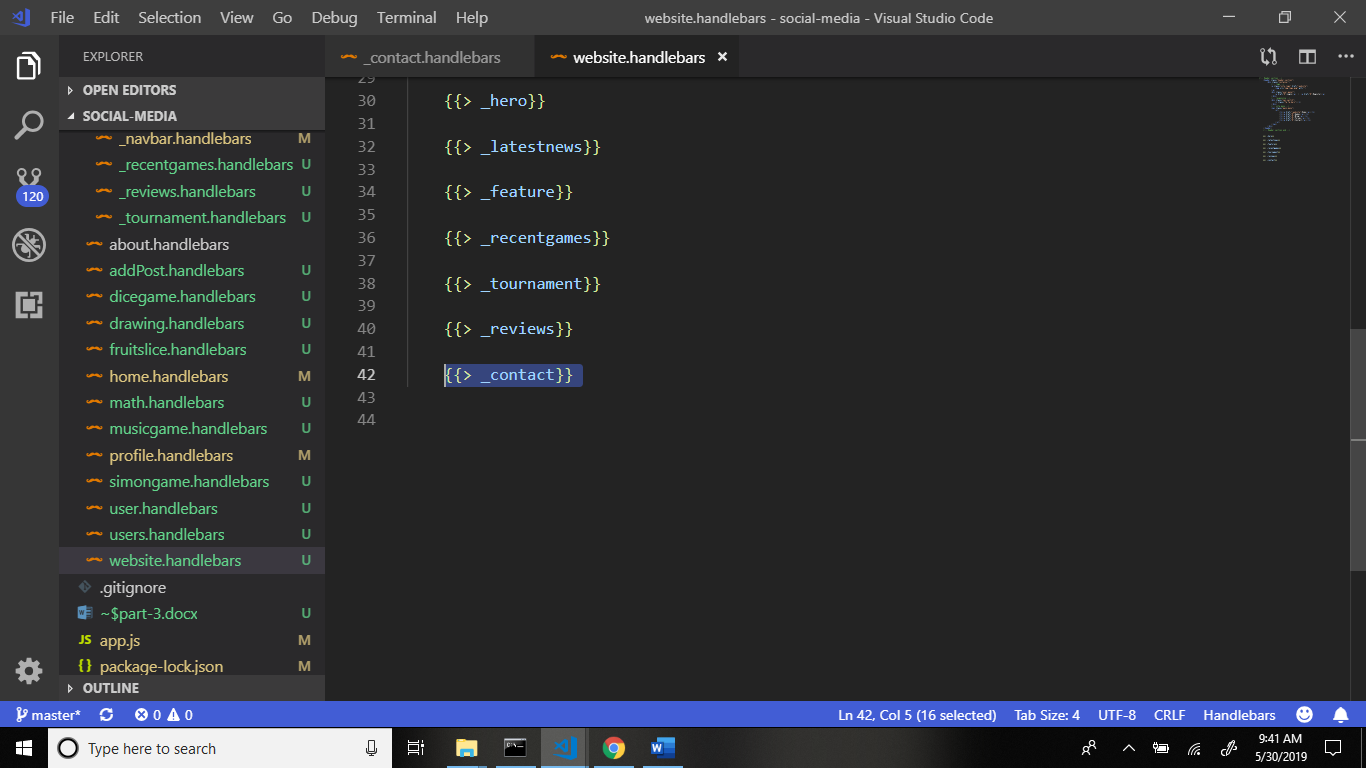 File Edit Selection View Go Debug Terminal Help website.handlebars - social-media - Visual Studio Code
EXPLORER
OPEN EDITORS
SOCIAL-MEDIA
_navbar.handlebars M
_recentgames.handlebars U
_reviews.handlebars U
_tournament.handlebars U
about.handlebars
addPost.handlebars U
dicegame.handlebars U
drawing.handlebars U
fruitslice.handlebars U
home.handlebars M
math.handlebars U
musicgame.handlebars U
profile.handlebars M
simongame.handlebars U
user.handlebars U
users.handlebars U
website.handlebars U
.gitignore
~$part-3.docx U
JS app.js M
{} package-lock.json M
OUTLINE
120
_contact.handlebars website.handlebars
29
30 {{> _hero}}
31
32 {{> _latestnews}}
33
34 {{> _feature}}
35
36 {{> _recentgames}}
37
38 {{> _tournament}}
39
40 {{> _reviews}}
41
42 {{> _contact}}
43
44
master* 0 0 Ln 42, Col 5 (16 selected) Tab Size: 4 UTF-8 CRLF Handlebars
Type here to search
9:41 AM
5/30/2019